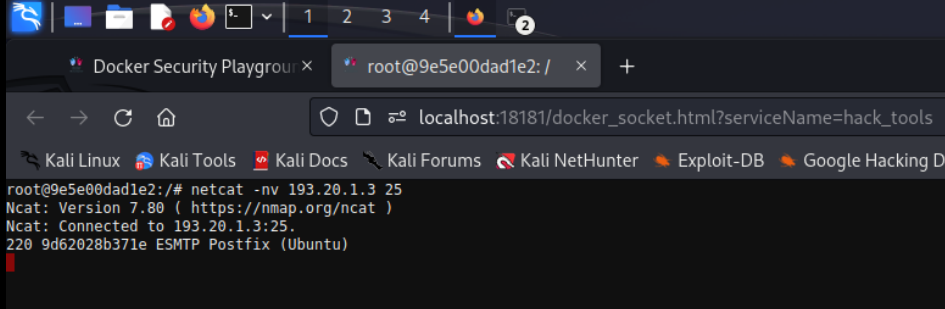 1 2 3 4 2
Docker Security Playgroun
root@9e5e00dad1e2: /
localhost:18181/docker_socket.html?serviceName=hack_tools
Kali Linux Kali Tools Kali Docs Kali Forums Kali NetHunter Exploit-DB Google Hacking D
root@9e5e00dad1e2:/# netcat -nv 193.20.1.3 25
Ncat: Version 7.80 ( https://nmap.org/ncat )
Ncat: Connected to 193.20.1.3:25.
220 9d62028b371e ESMTP Postfix (Ubuntu)